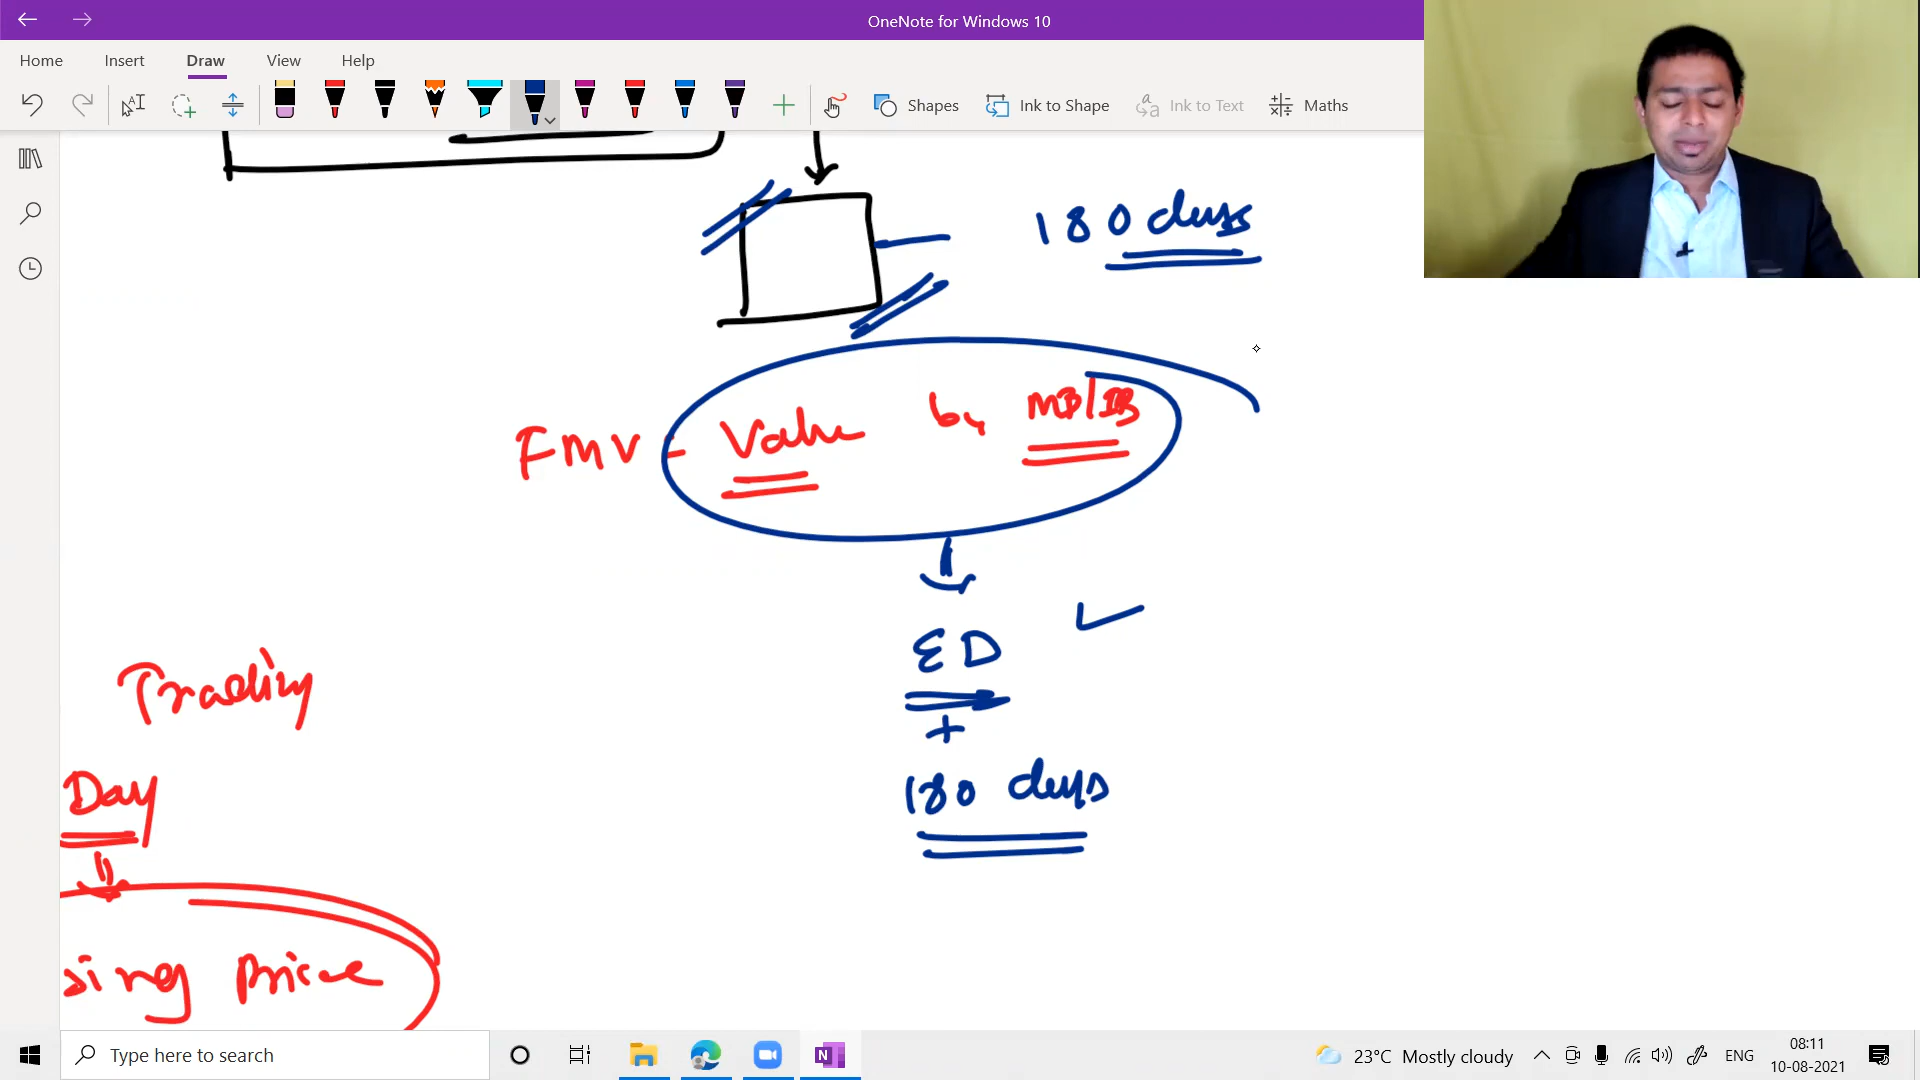 OneNote for Windows 10
Home Insert Draw View Help
Shapes Ink to Shape Ink to Text Maths
180 days
FMV - Value by MB/IB
ED
+
180 days
Trading
Day
sing Price
Type here to search
23°C Mostly cloudy ENG 08:11
10-08-2021